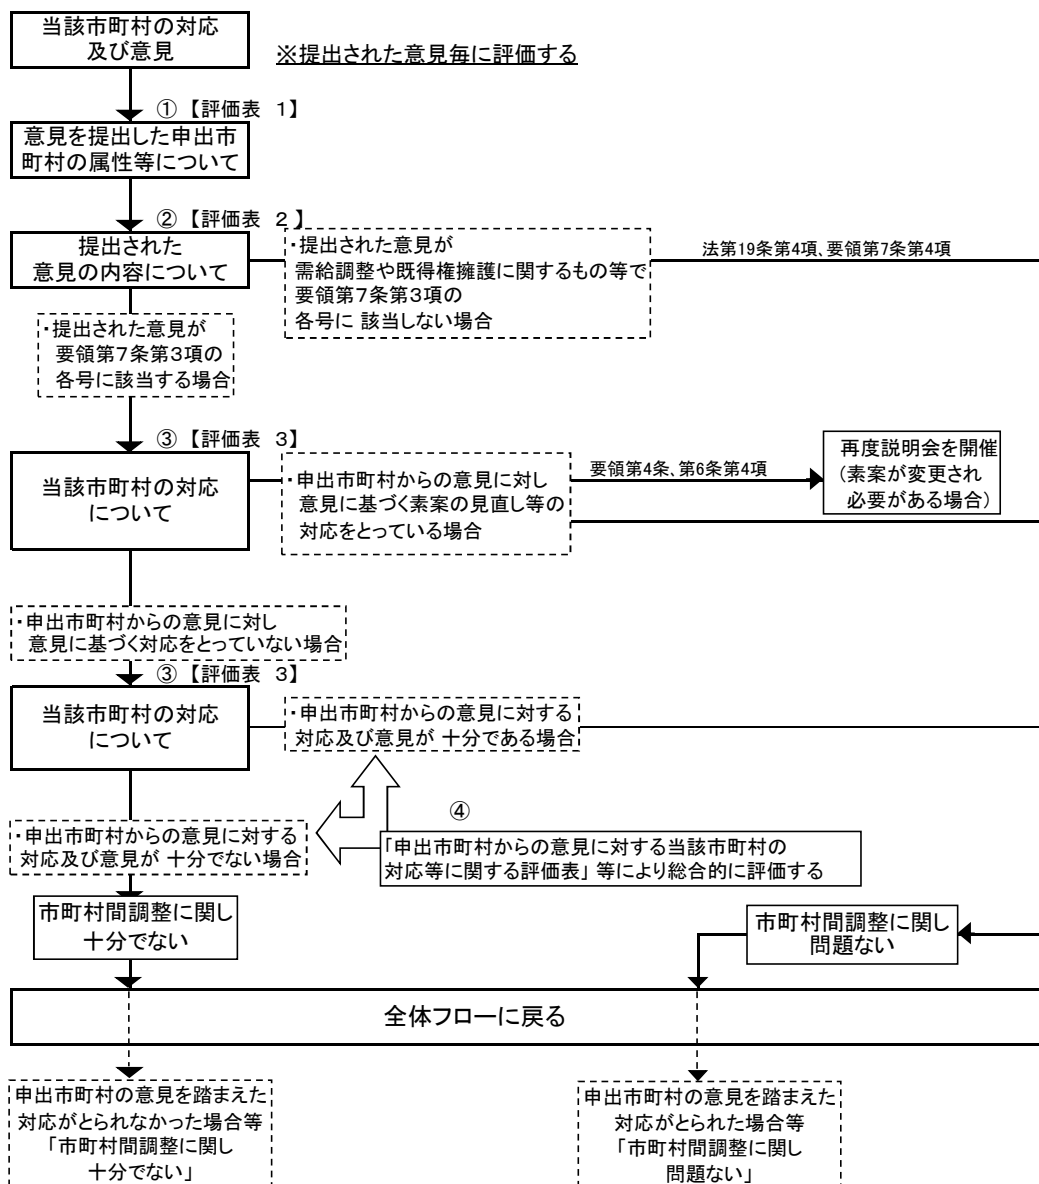 当該市町村の対応
及び意見
※提出された意見毎に評価する
①【評価表 1】
意見を提出した申出市
町村の属性等について
②【評価表 2】
提出された
意見の内容について
・提出された意見が
需給調整や既得権擁護に関するもの等で
要領第7条第3項の
各号に 該当しない場合
法第19条第4項、要領第7条第4項
・提出された意見が
要領第7条第3項の
各号に該当する場合
③【評価表 3】
当該市町村の対応
について
・申出市町村からの意見に対し
意見に基づく素案の見直し等の
対応をとっている場合
要領第4条、第6条第4項
再度説明会を開催
(素案が変更され
必要がある場合)
・申出市町村からの意見に対し
意見に基づく対応をとっていない場合
③【評価表 3】
当該市町村の対応
について
・申出市町村からの意見に対する
対応及び意見が 十分である場合
④
・申出市町村からの意見に対する
対応及び意見が 十分でない場合
「申出市町村からの意見に対する当該市町村の
対応等に関する評価表」等により総合的に評価する
市町村間調整に関し
十分でない
市町村間調整に関し
問題ない
全体フローに戻る
申出市町村の意見を踏まえた
対応がとられなかった場合等
「市町村間調整に関し
十分でない」
申出市町村の意見を踏まえた
対応がとられた場合等
「市町村間調整に関し
問題ない」